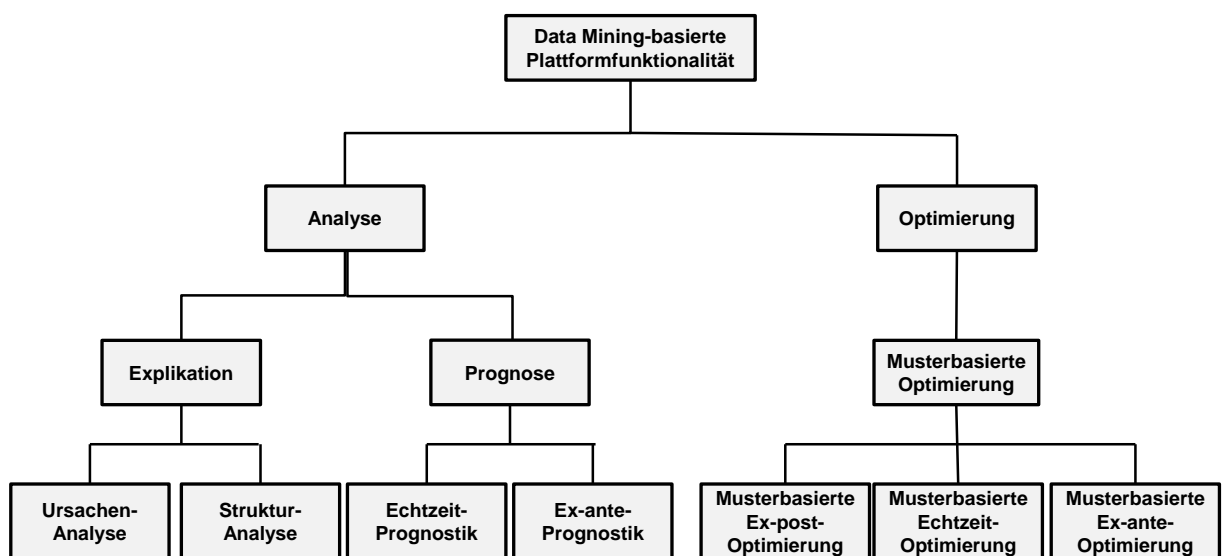 Data Mining-basierte
Plattformfunktionalität
Analyse
Optimierung
Explikation
Prognose
Musterbasierte
Optimierung
Ursachen-
Analyse
Struktur-
Analyse
Echtzeit-
Prognostik
Ex-ante-
Prognostik
Musterbasierte
Ex-post-
Optimierung
Musterbasierte
Echtzeit-
Optimierung
Musterbasierte
Ex-ante-
Optimierung